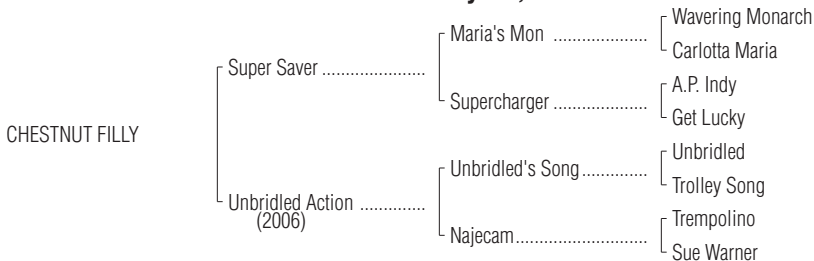 Wavering Monarch
Maria's Mon ....................
Carlotta Maria
Super Saver ......................
A.P. Indy
Supercharger ....................
Get Lucky
CHESTNUT FILLY
Unbridled
Unbridled's Song ..............
Trolley Song
Unbridled Action ..............
(2006)
Trempolino
Najecam............................
Sue Warner